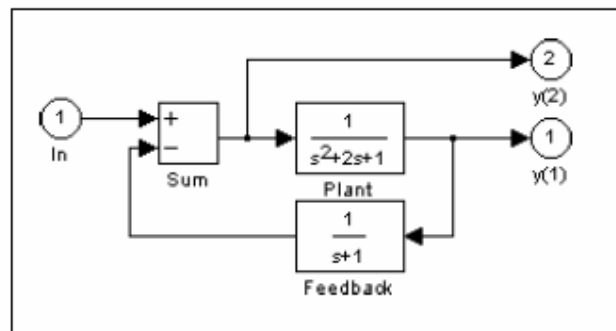 2
y(2)
1
In
+
−
Sum
1
s²+2s+1
Plant
1
y(1)
1
s+1
Feedback